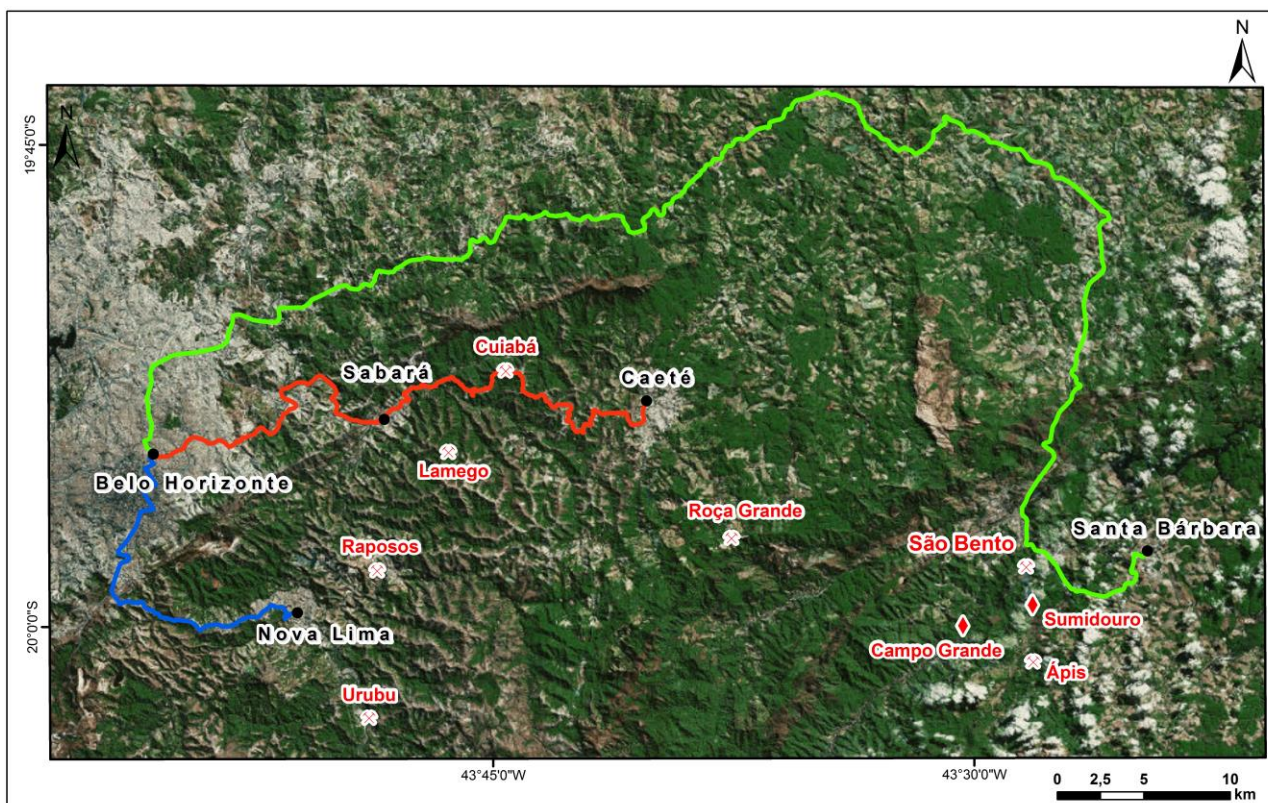 N
N
19°45'0"S
Cuiabá
Sabará
Caeté
Belo Horizonte
Lamego
Roça Grande
Raposos
São Bento
Santa Bárbara
Nova Lima
20°0'0"S
Sumidouro
Campo Grande
Ápis
Urubu
43°45'0"W
43°30'0"W
0 2,5 5 10
km